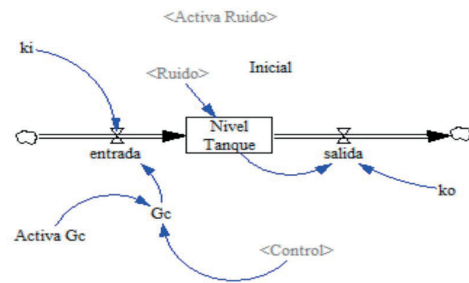 <Activa Ruido>
ki
<Ruido>
Inicial
Nivel
Tanque
entrada
salida
ko
Gc
Activa Gc
<Control>